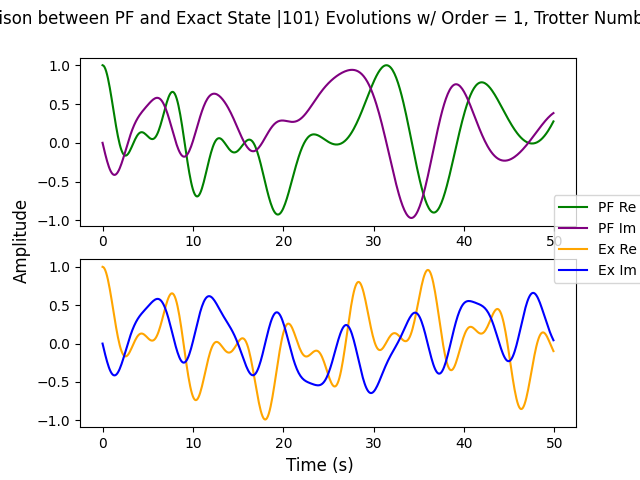 ison between PF and Exact State |101⟩ Evolutions w/ Order = 1, Trotter Numb
1.0
0.5
0.0
−0.5
−1.0
0 10 20 30 40 50
PF Re
PF Im
Ex Re
Ex Im
Amplitude
1.0
0.5
0.0
−0.5
−1.0
0 10 20 30 40 50
Time (s)